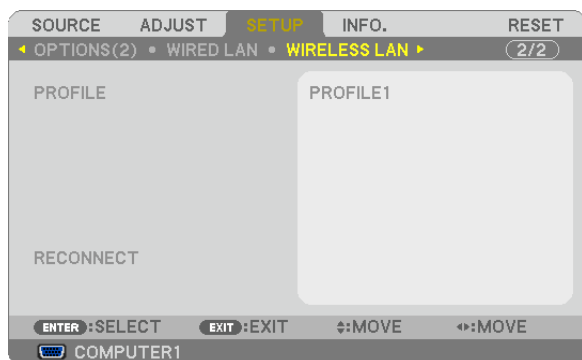 SOURCE ADJUST SETUP INFO. RESET
OPTIONS(2) • WIRED LAN • WIRELESS LAN 2/2
PROFILE PROFILE1
RECONNECT
ENTER :SELECT EXIT :EXIT :MOVE :MOVE
COMPUTER1